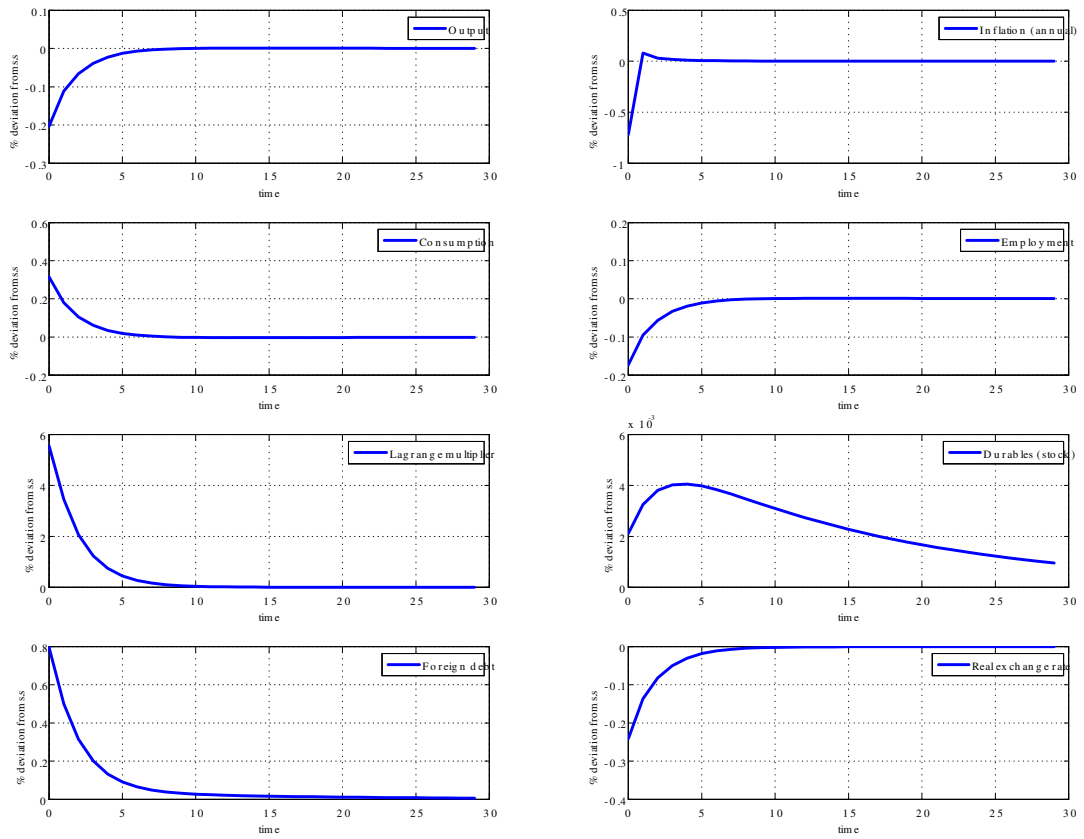 Output
0.1
0
-0.1
-0.2
-0.3
% deviation from s.s
0 5 10 15 20 25 30
time
Inflation (annual)
0.5
0
-0.5
-1
% deviation from s.s
0 5 10 15 20 25 30
time
Consumption
0.6
0.4
0.2
0
-0.2
% deviation from s.s
0 5 10 15 20 25 30
time
Employment
0.2
0.1
0
-0.1
-0.2
% deviation from s.s
0 5 10 15 20 25 30
time
Lagrange multiplier
6
4
2
0
% deviation from s.s
0 5 10 15 20 25 30
time
x 10^-3
Durables (stock)
6
4
2
0
% deviation from s.s
0 5 10 15 20 25 30
time
Foreign debt
0.8
0.6
0.4
0.2
0
% deviation from s.s
0 5 10 15 20 25 30
time
Real exchange rate
0
-0.1
-0.2
-0.3
-0.4
% deviation from s.s
0 5 10 15 20 25 30
time